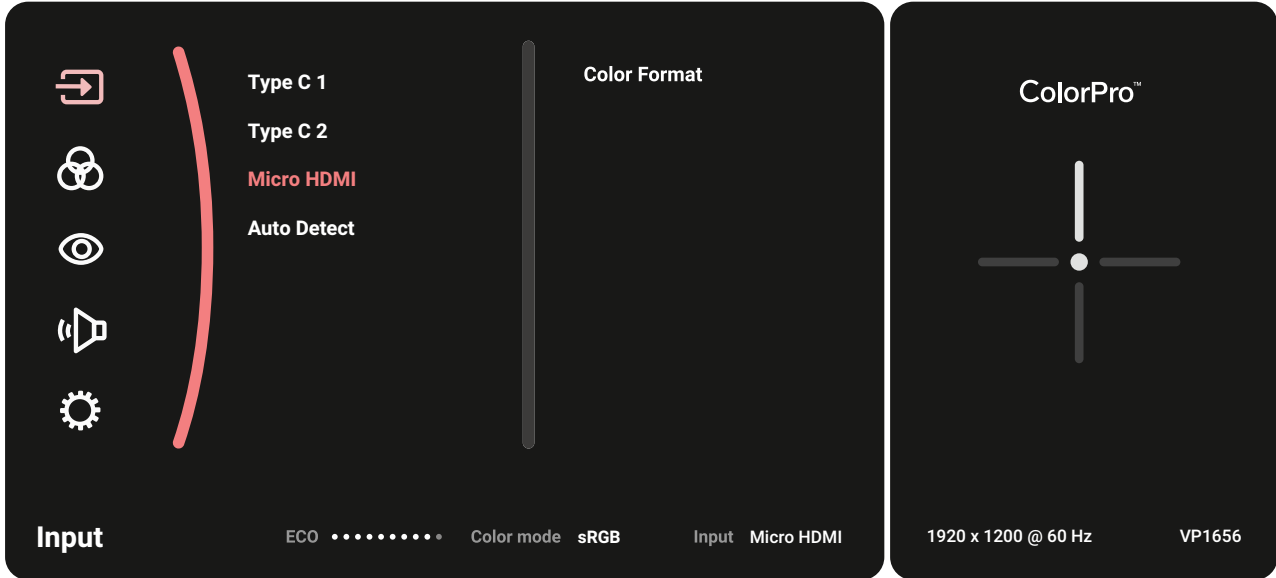 Type C 1
Type C 2
Micro HDMI
Auto Detect
Color Format
Input
ECO
Color mode sRGB
Input Micro HDMI
ColorPro™
1920 x 1200 @ 60 Hz
VP1656